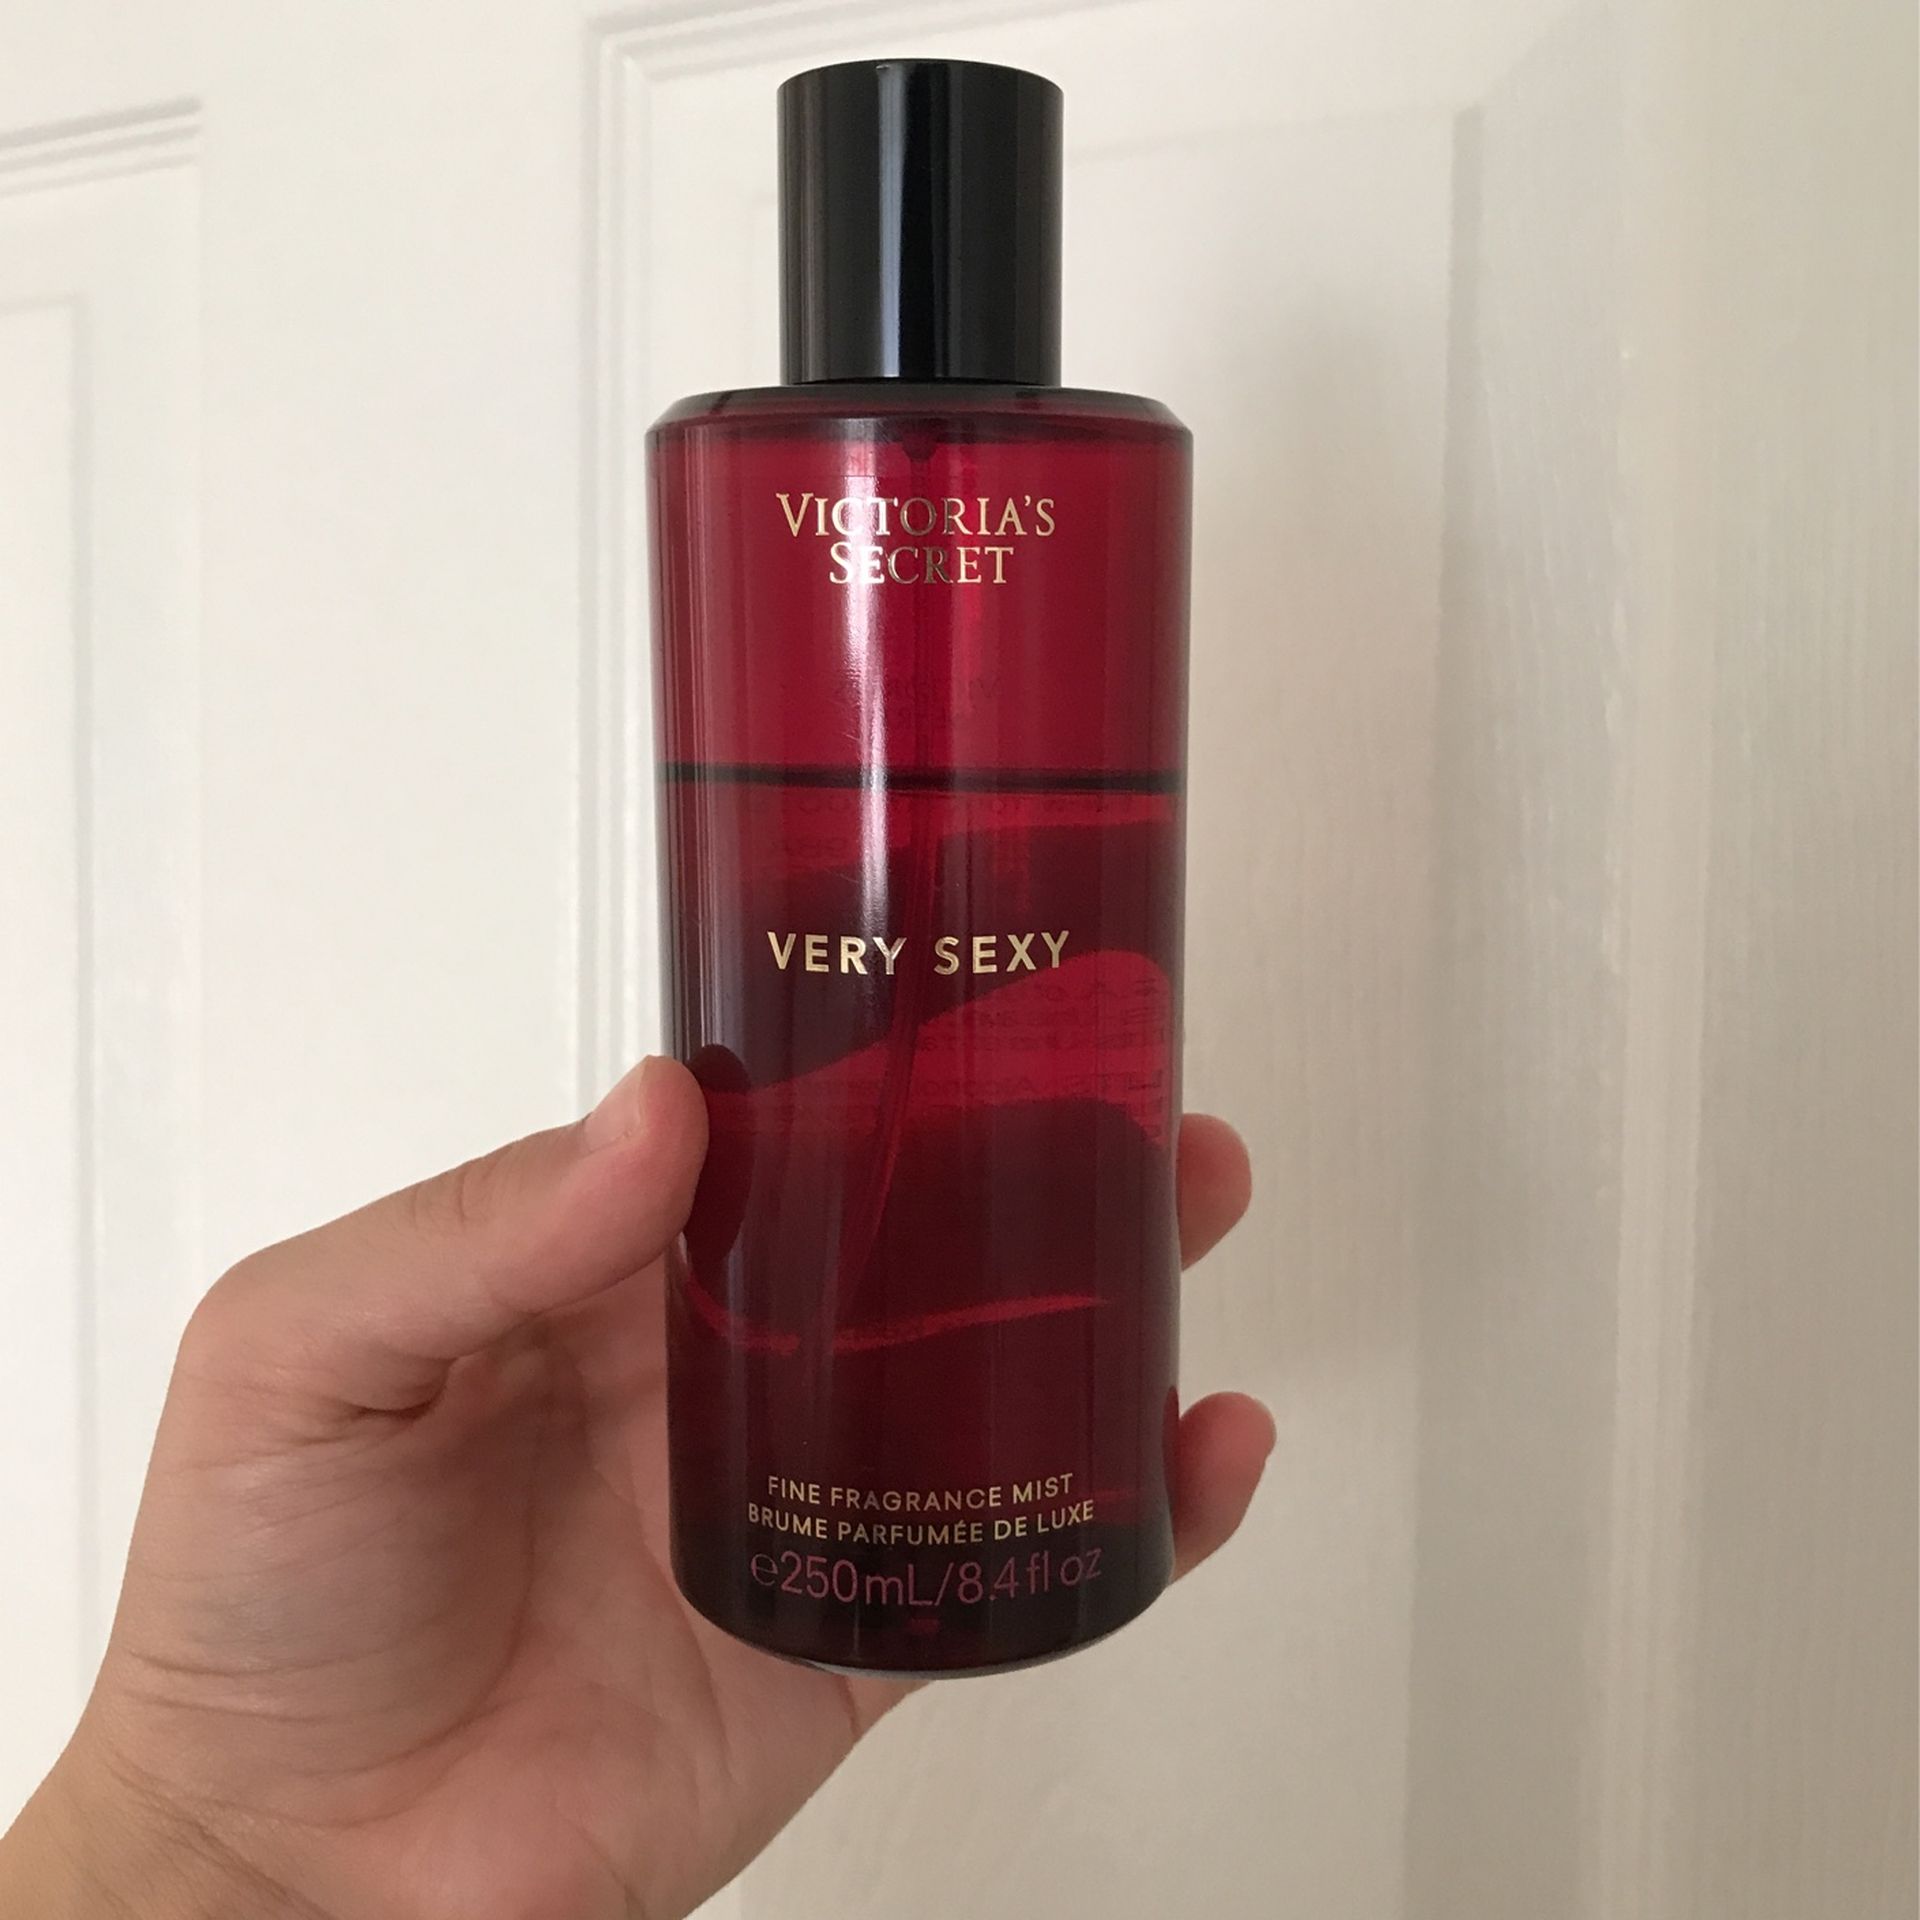 VICTORIA'S
SECRET
VERY SEXY
FINE FRAGRANCE MIST
BRUME PARFUMÉE DE LUXE
℮250mL/8.4 fl oz